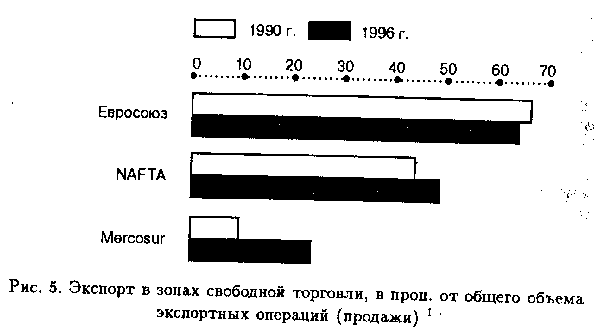 1990 г. 1996 г.
0 10 20 30 40 50 60 70
Евросоюз
NAFTA
Mercosur
Рис. 5. Экспорт в зонах свободной торговли, в проц. от общего объема
экспортных операций (продажи) 1